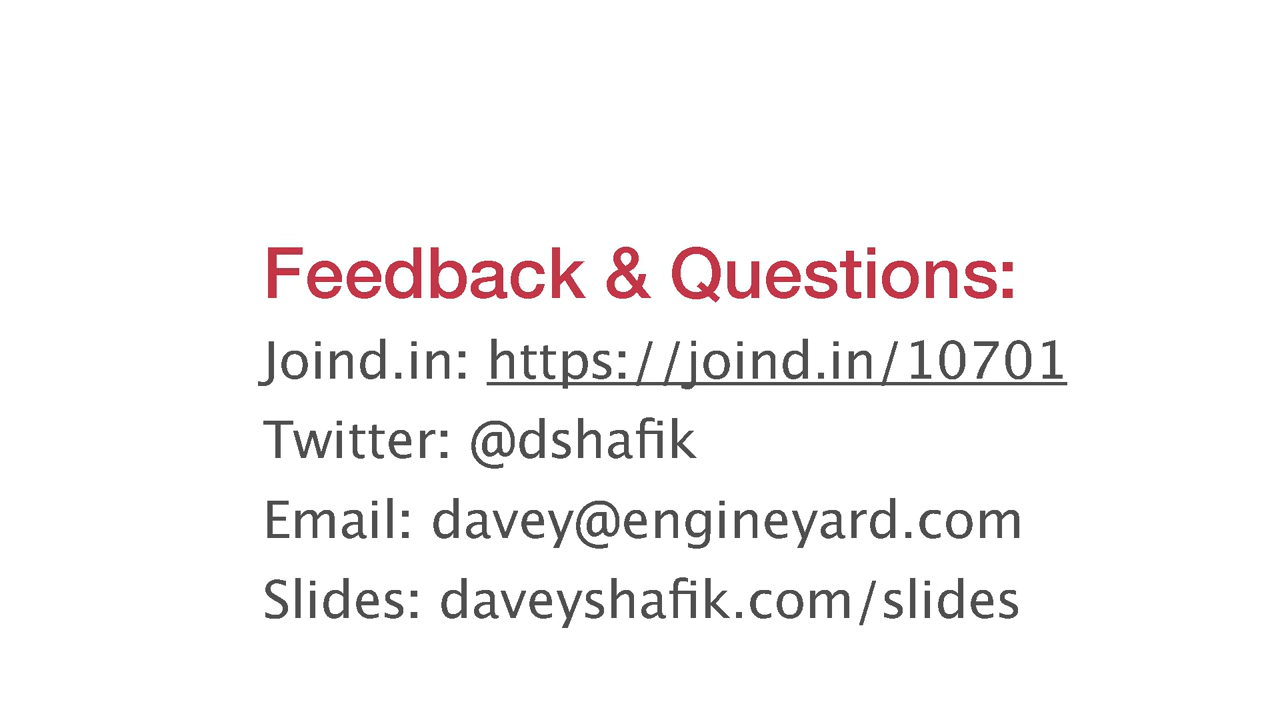 Feedback & Questions:
Joind.in: https://joind.in/10701
Twitter: @dshafik
Email: davey@engineyard.com
Slides: daveyshafik.com/slides